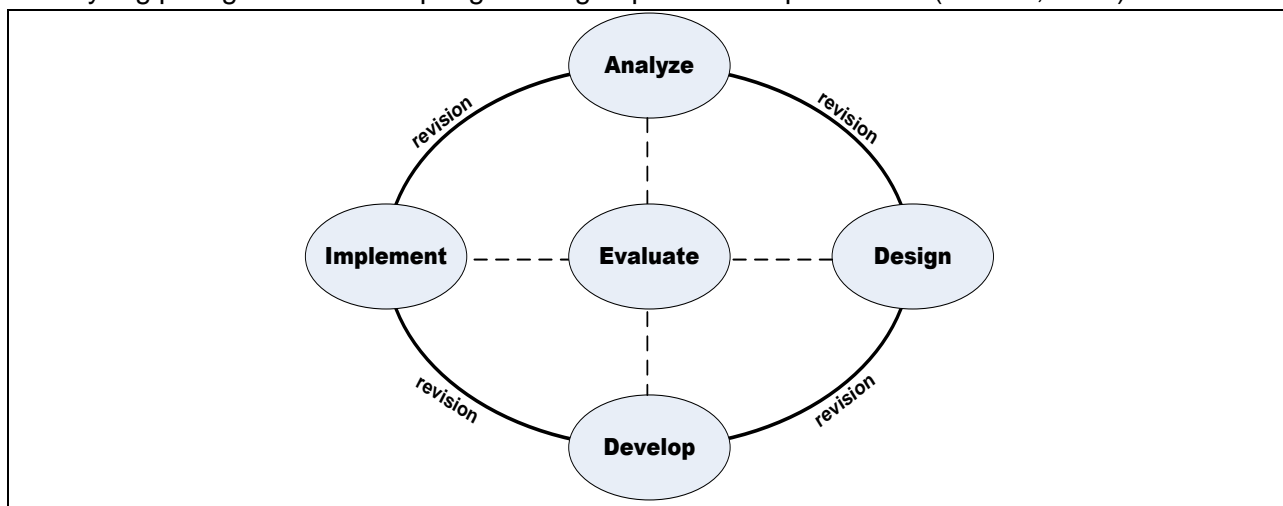 Analyze
revision
revision
Implement
Evaluate
Design
revision
revision
Develop